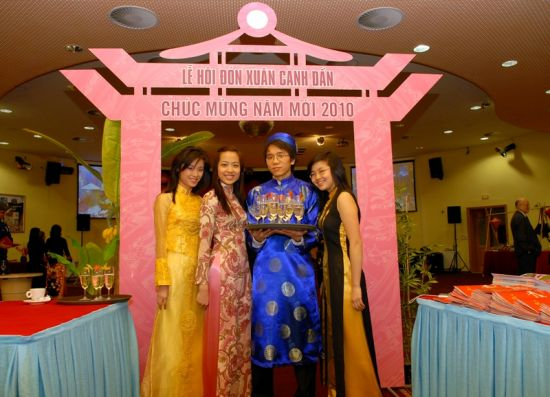 LỄ HỘI ĐÓN XUÂN CANH DẦN
CHÚC MỪNG NĂM MỚI 2010